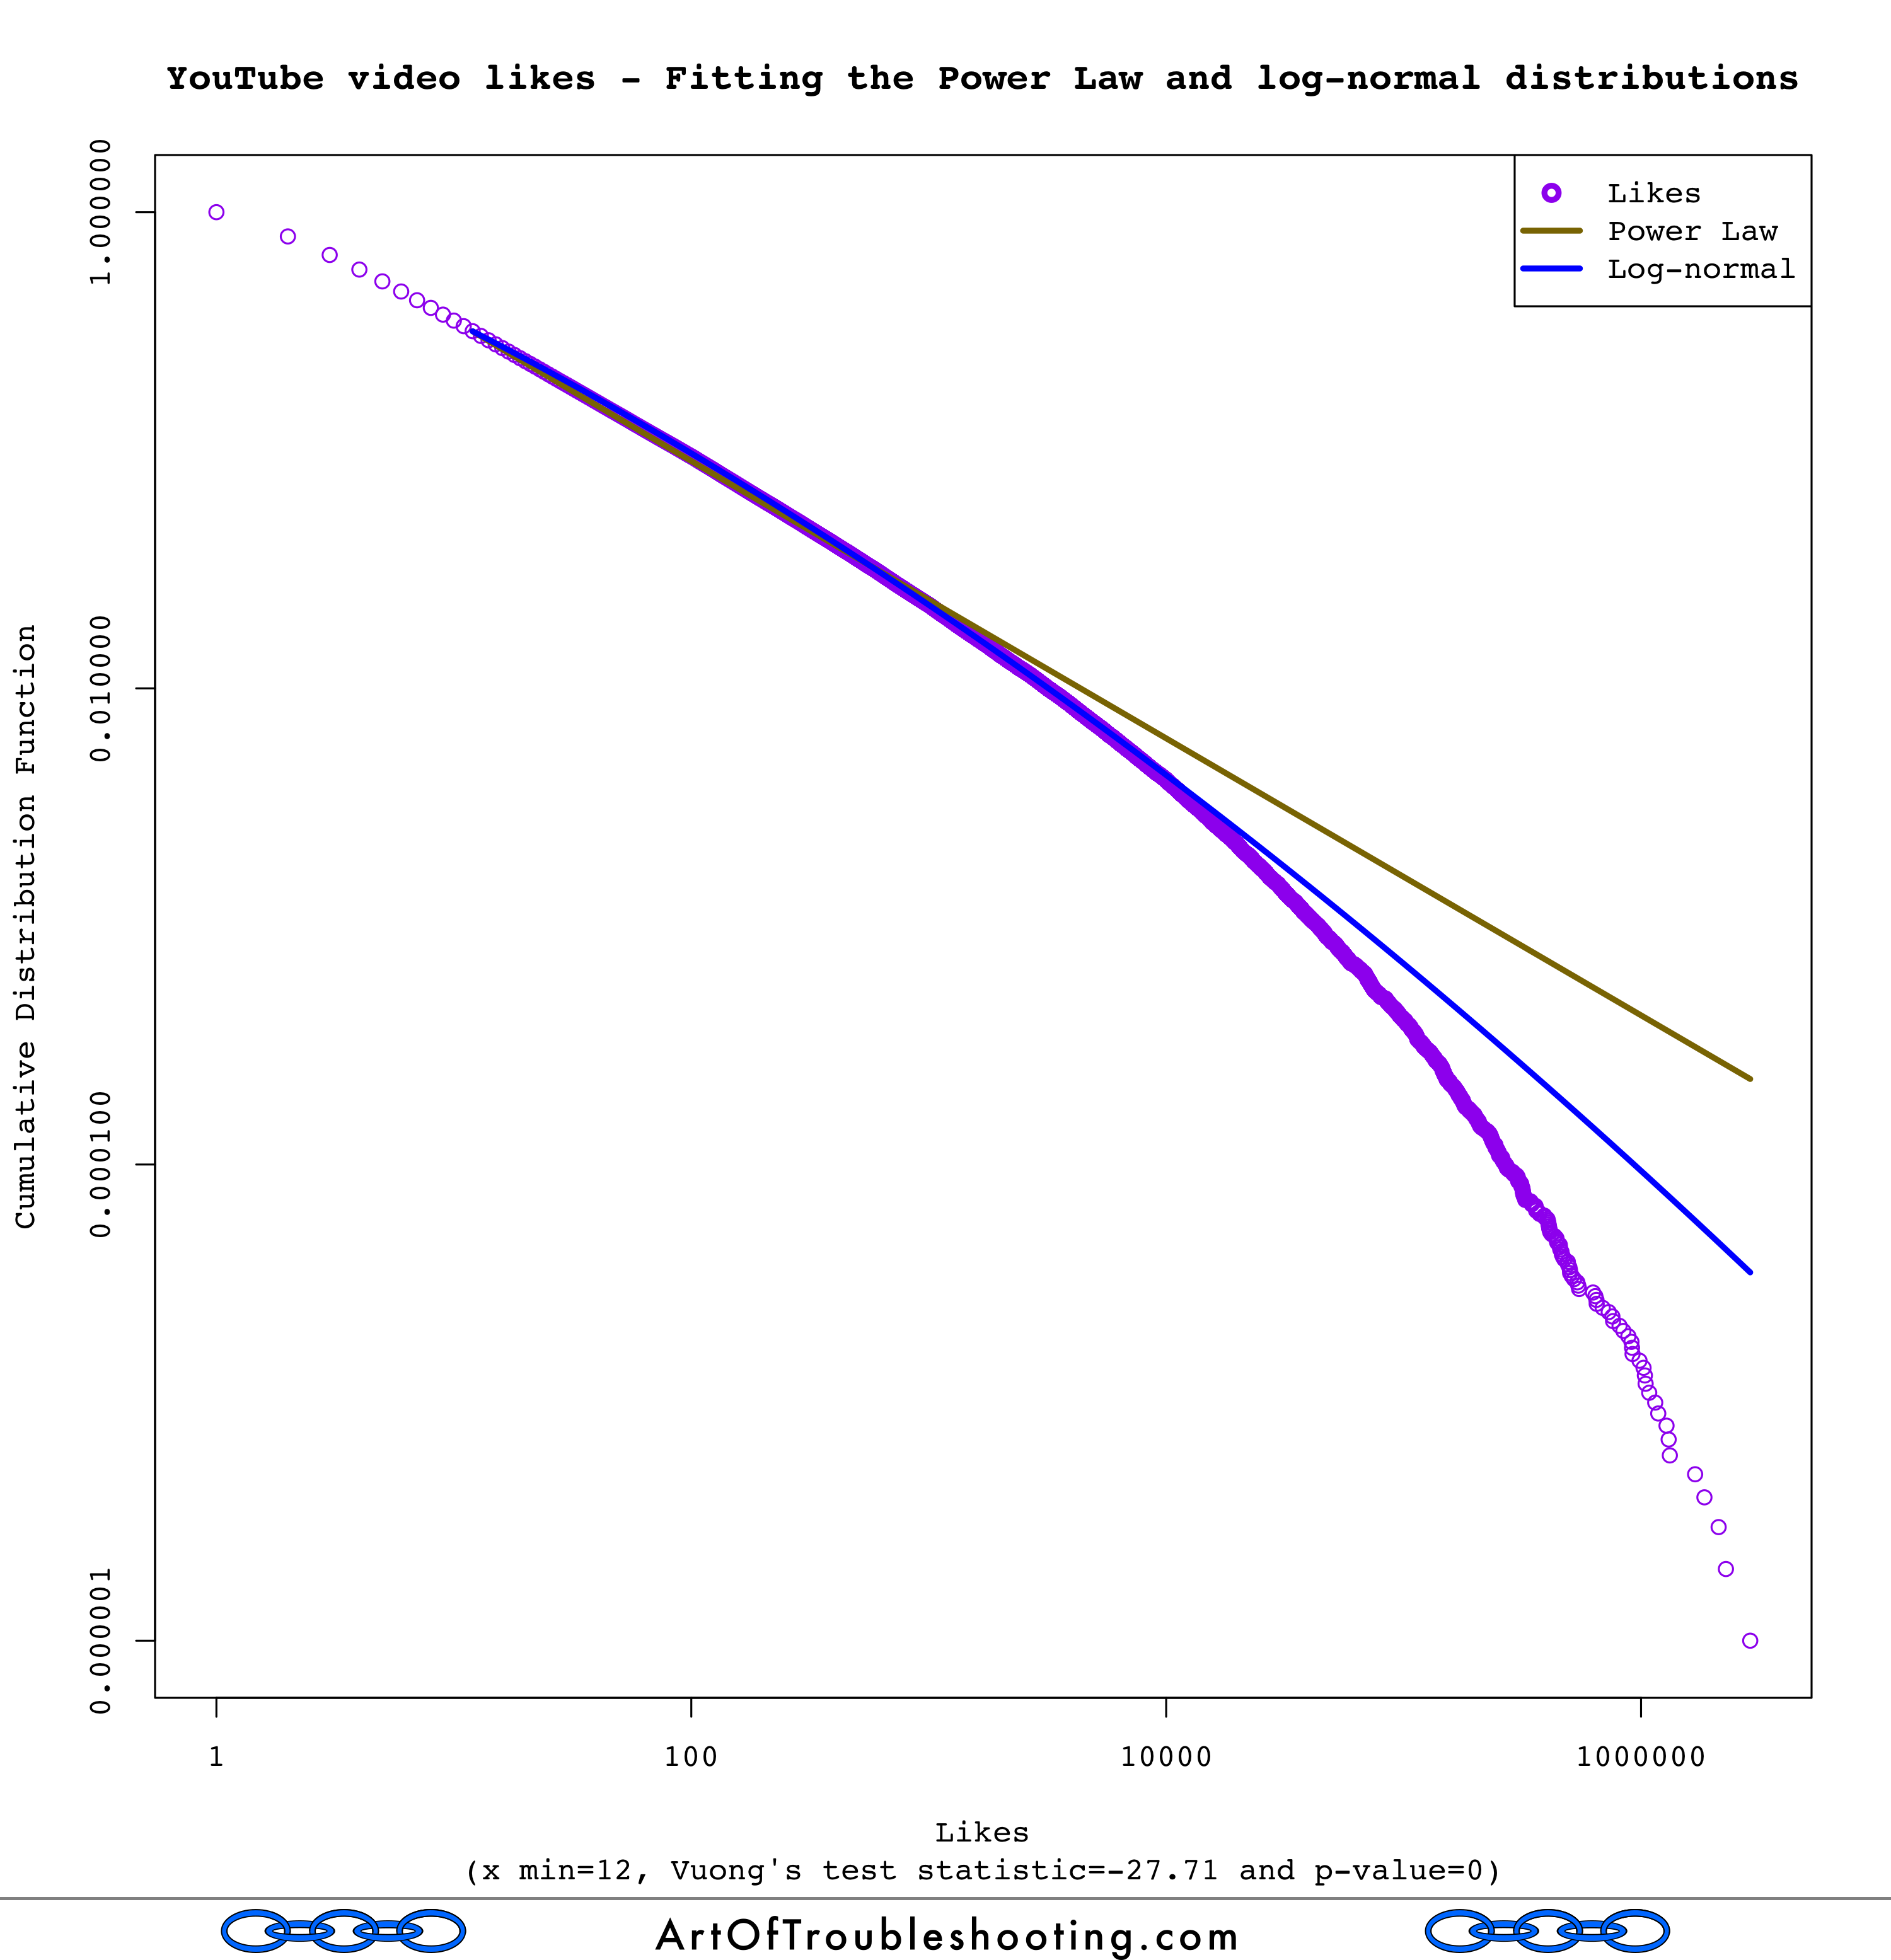 YouTube video likes – Fitting the Power Law and log-normal distributions
Likes
Power Law
Log-normal
Cumulative Distribution Function
1.000000
0.010000
0.000100
0.000001
1
100
10000
1000000
Likes
(x min=12, Vuong's test statistic=-27.71 and p-value=0)
ArtOfTroubleshooting.com